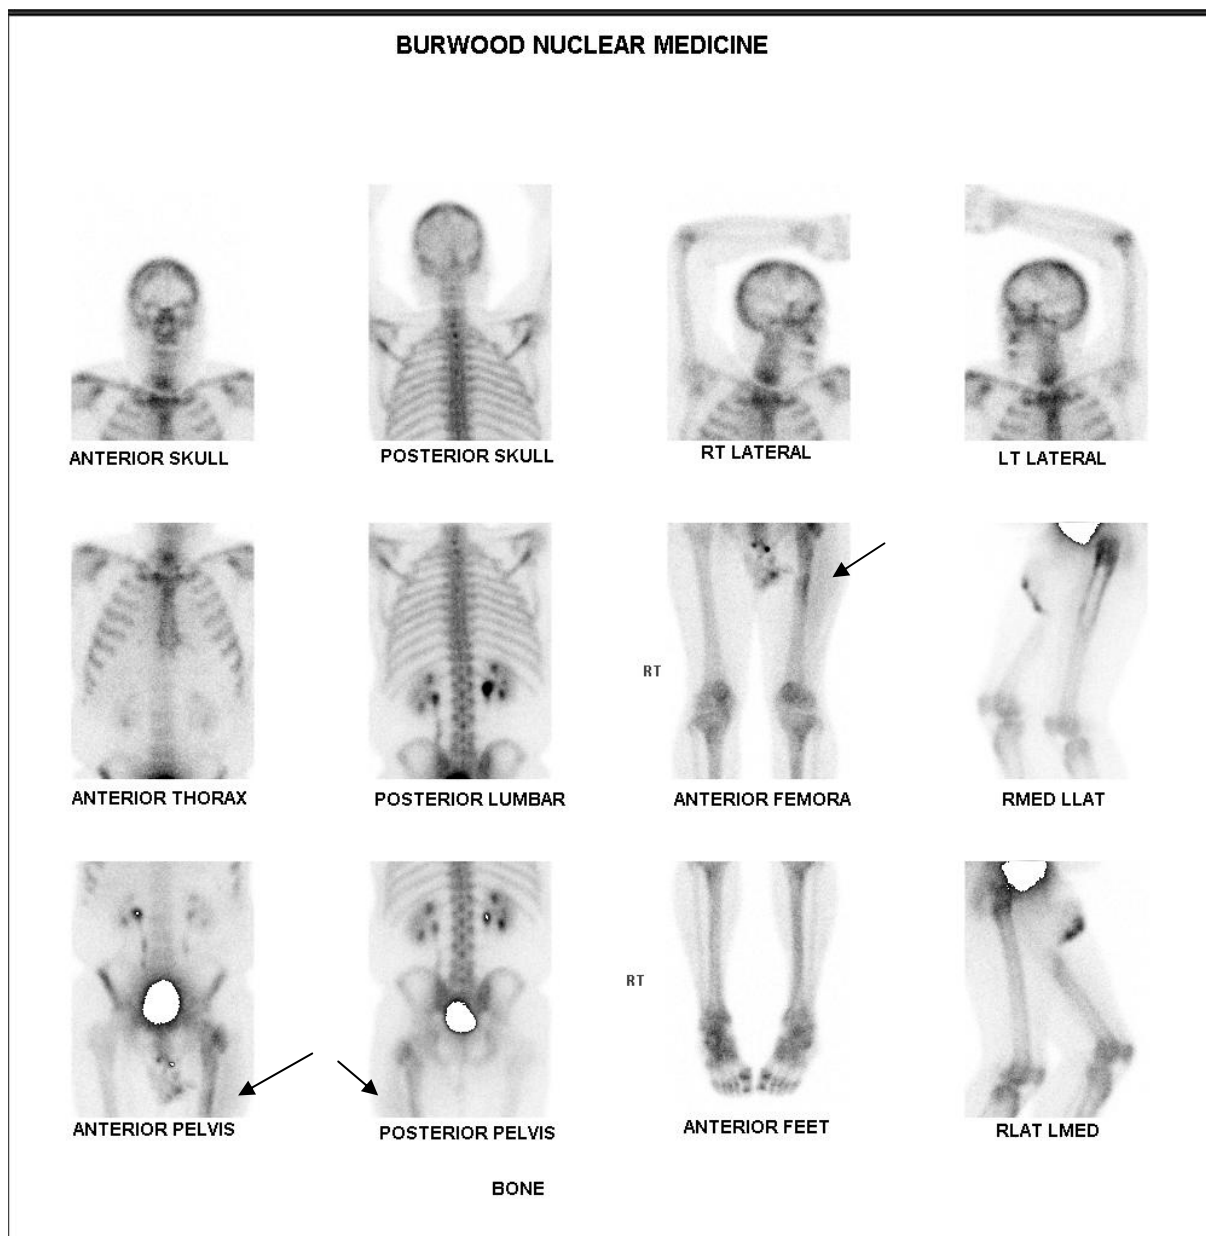 BURWOOD NUCLEAR MEDICINE
ANTERIOR SKULL
POSTERIOR SKULL
RT LATERAL
LT LATERAL
RT
ANTERIOR THORAX
POSTERIOR LUMBAR
ANTERIOR FEMORA
RMED LLAT
RT
ANTERIOR PELVIS
POSTERIOR PELVIS
ANTERIOR FEET
RLAT LMED
BONE